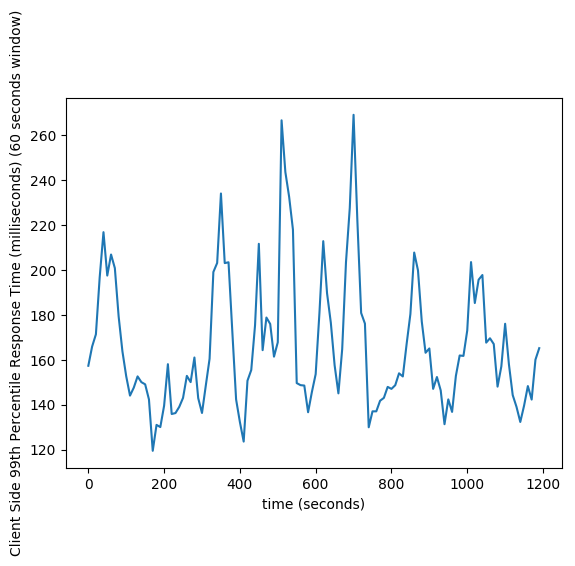 Client Side 99th Percentile Response Time (milliseconds) (60 seconds window)
260
240
220
200
180
160
140
120
0 200 400 600 800 1000 1200
time (seconds)